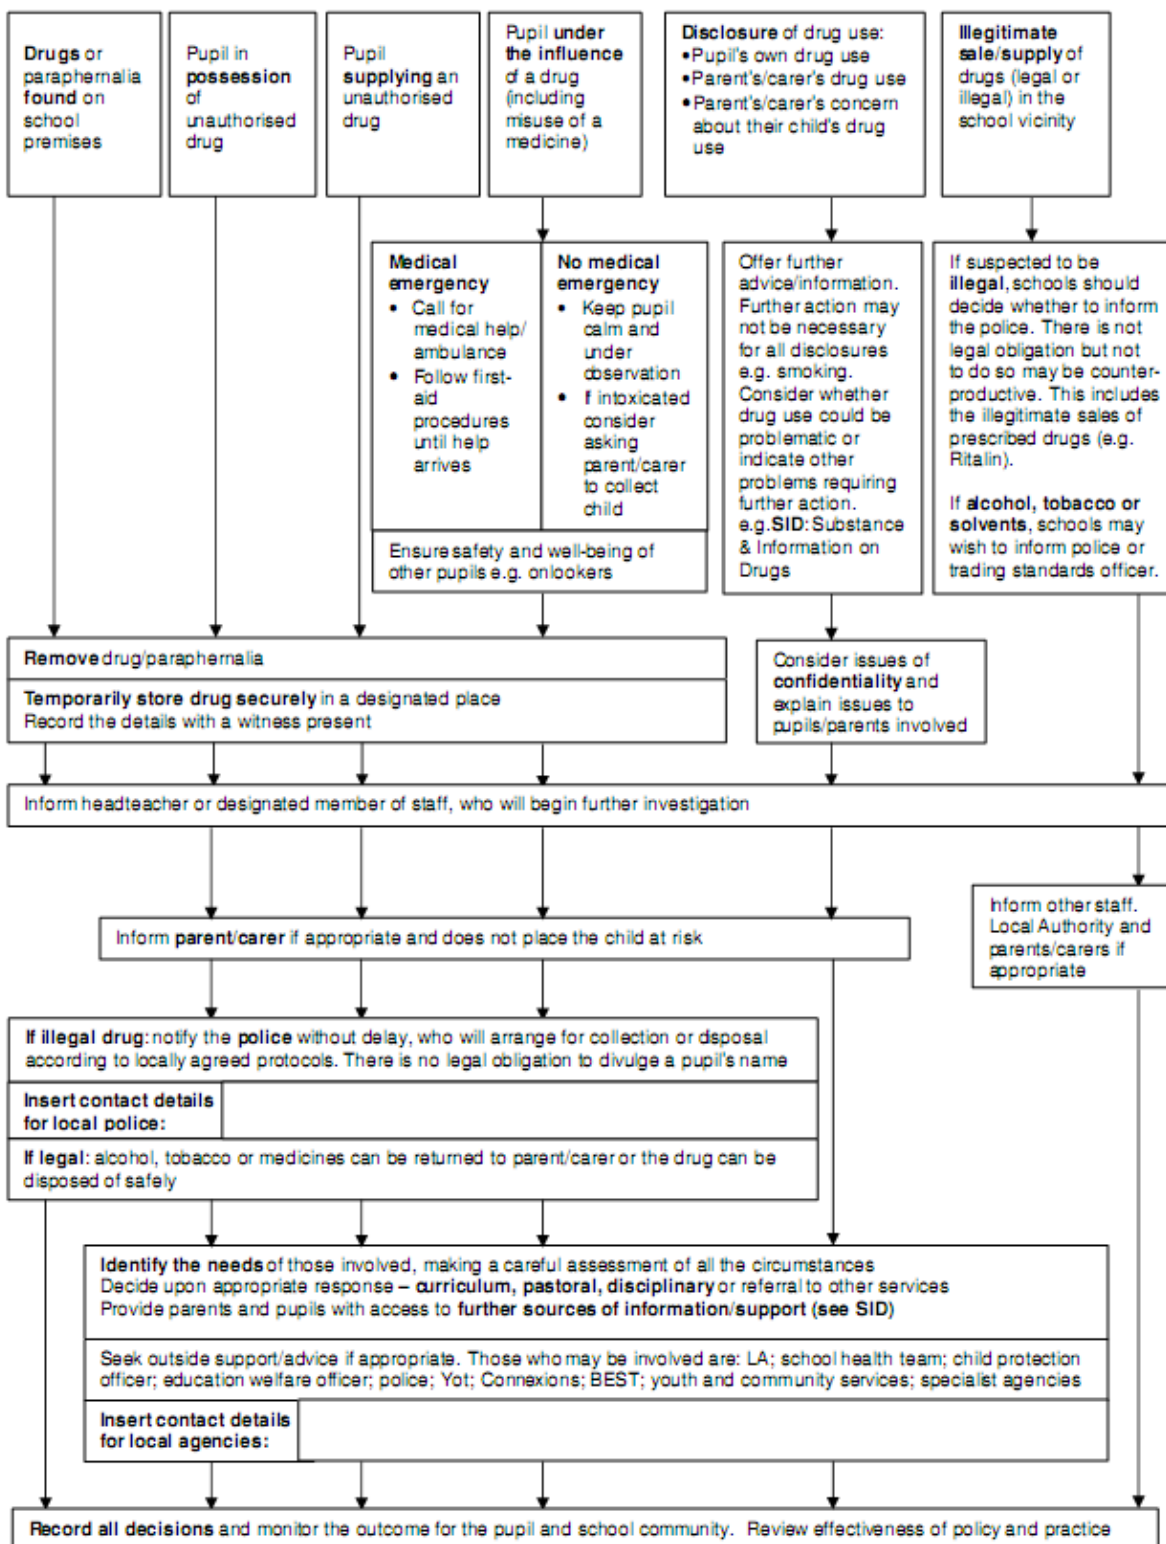 Drugs or
paraphernalia
found on
school
premises
Pupil in
possession
of
unauthorised
drug
Pupil
supplying an
unauthorised
drug
Pupil under
the influence
of a drug
(including
misuse of a
medicine)
Disclosure of drug use:
•Pupil's own drug use
•Parent's/carer's drug use
•Parent's/carer's concern
about their child's drug
use
Illegitimate
sale/supply of
drugs (legal or
illegal) in the
school vicinity
Medical
emergency
• Call for
medical help/
ambulance
• Follow first-
aid
procedures
until help
arrives
No medical
emergency
• Keep pupil
calm and
under
observation
• If intoxicated
consider
asking
parent/carer
to collect
child
Ensure safety and well-being of
other pupils e.g. onlookers
Offer further
advice/information.
Further action may
not be necessary
for all disclosures
e.g. smoking.
Consider whether
drug use could be
problematic or
indicate other
problems requiring
further action.
e.g.SID: Substance
& Information on
Drugs
If suspected to be
illegal, schools should
decide whether to inform
the police. There is not
legal obligation but not
to do so may be counter-
productive. This includes
the illegitimate sales of
prescribed drugs (e.g.
Ritalin).
If alcohol, tobacco or
solvents, schools may
wish to inform police or
trading standards officer.
Remove drug/paraphernalia
Temporarily store drug securely in a designated place
Record the details with a witness present
Consider issues of
confidentiality and
explain issues to
pupils/parents involved
Inform headteacher or designated member of staff, who will begin further investigation
Inform other staff.
Local Authority and
parents/carers if
appropriate
Inform parent/carer if appropriate and does not place the child at risk
If illegal drug: notify the police without delay, who will arrange for collection or disposal
according to locally agreed protocols. There is no legal obligation to divulge a pupil's name
Insert contact details
for local police:
If legal: alcohol, tobacco or medicines can be returned to parent/carer or the drug can be
disposed of safely
Identify the needs of those involved, making a careful assessment of all the circumstances
Decide upon appropriate response – curriculum, pastoral, disciplinary or referral to other services
Provide parents and pupils with access to further sources of information/support (see SID)
Seek outside support/advice if appropriate. Those who may be involved are: LA; school health team; child protection
officer; education welfare officer; police; Yot; Connexions; BEST; youth and community services; specialist agencies
Insert contact details
for local agencies:
Record all decisions and monitor the outcome for the pupil and school community. Review effectiveness of policy and practice